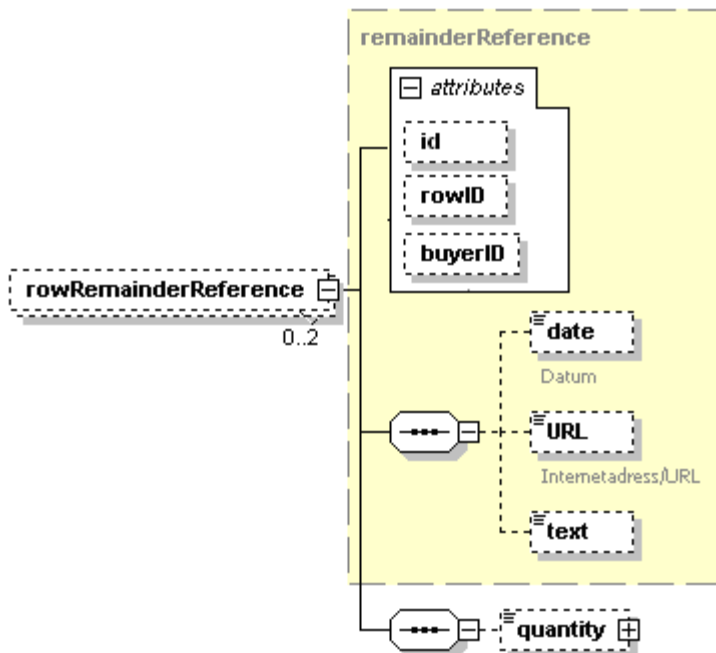 remainderReference
attributes
id
rowID
buyerID
rowRemainderReference
0..2
date
Datum
URL
Internetadress/URL
text
quantity